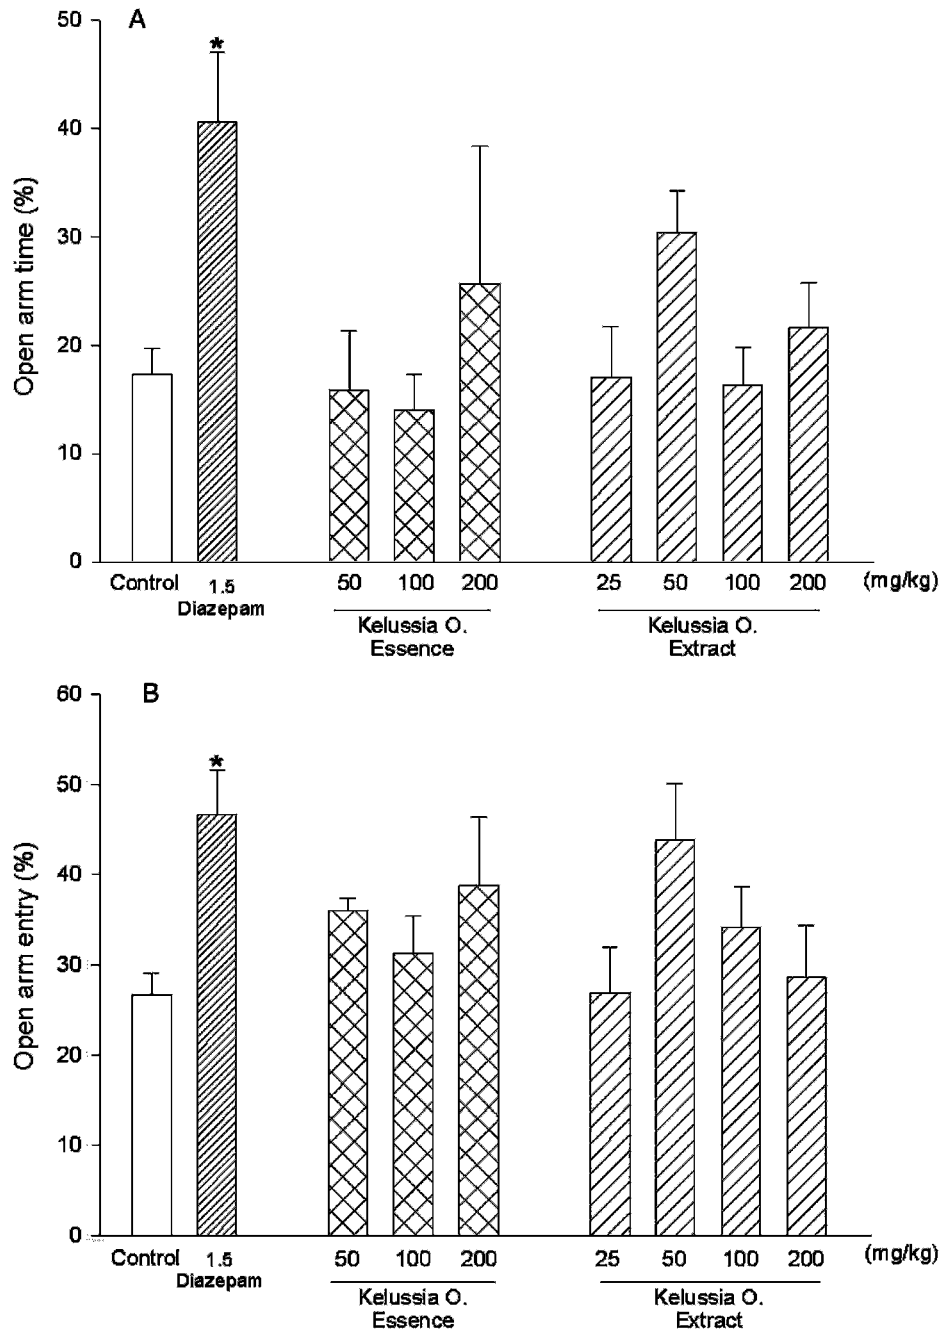 A
50
40
30
20
10
0
Open arm time (%)
*
Control 1.5 50 100 200 25 50 100 200 (mg/kg)
Diazepam
Kelussia O. Kelussia O.
Essence Extract
B
60
50
40
30
20
10
0
Open arm entry (%)
*
Control 1.5 50 100 200 25 50 100 200 (mg/kg)
Diazepam
Kelussia O. Kelussia O.
Essence Extract